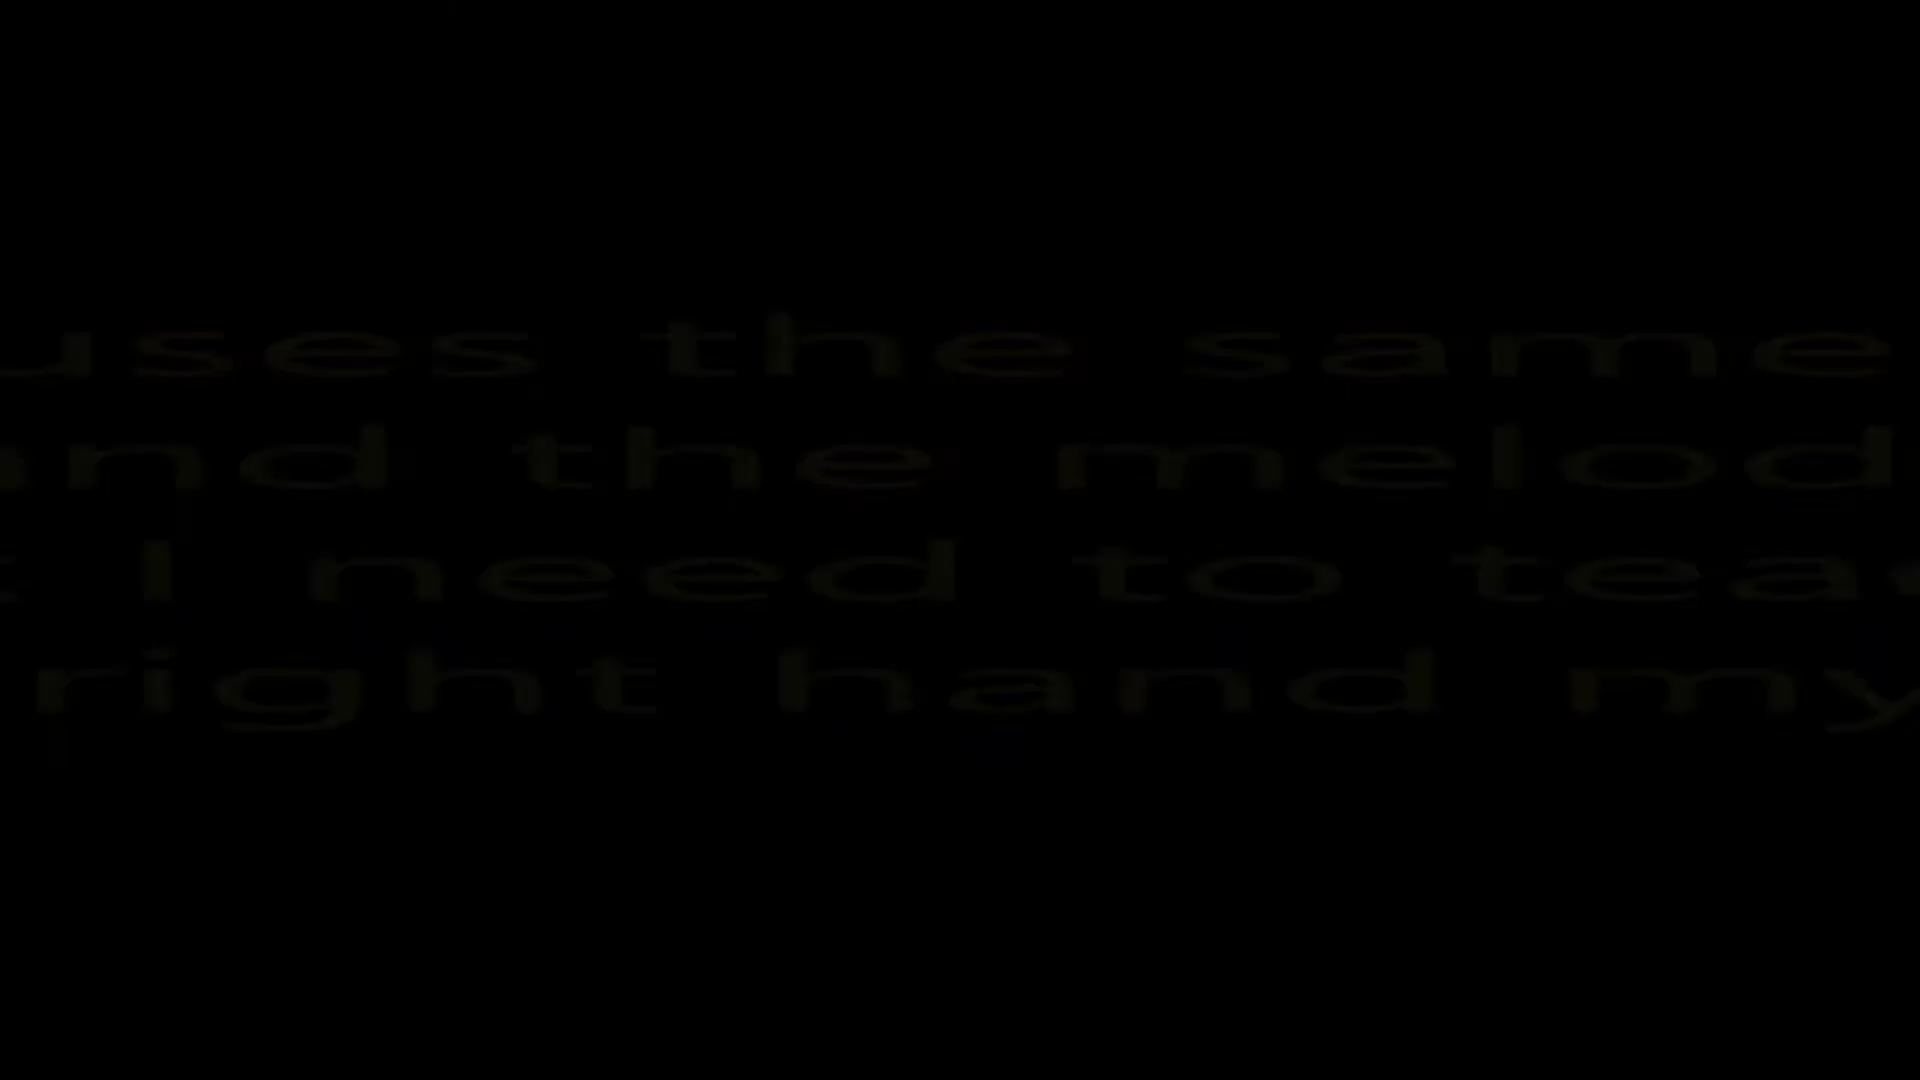 uses the same
and the melod
I need to tea
right hand my